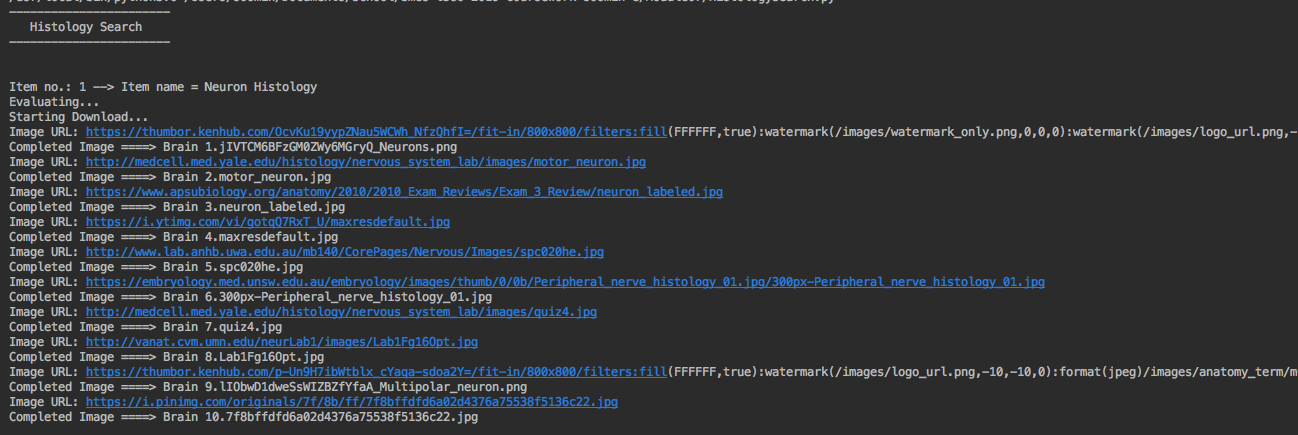 -----------------------
Histology Search
-----------------------
Item no.: 1 --> Item name = Neuron Histology
Evaluating...
Starting Download...
Image URL: https://thumbor.kenhub.com/OcvKu19yypZNau5WCWh_NfzQhfI=/fit-in/800x800/filters:fill(FFFFFF,true):watermark(/images/watermark_only.png,0,0,0):watermark(/images/logo_url.png,-
Completed Image ====> Brain 1.jIVTCM6BFzGM0ZWy6MGryQ_Neurons.png
Image URL: http://medcell.med.yale.edu/histology/nervous_system_lab/images/motor_neuron.jpg
Completed Image ====> Brain 2.motor_neuron.jpg
Image URL: https://www.apsubiology.org/anatomy/2010/2010_Exam_Reviews/Exam_3_Review/neuron_labeled.jpg
Completed Image ====> Brain 3.neuron_labeled.jpg
Image URL: https://i.ytimg.com/vi/gotgQ7RxT_U/maxresdefault.jpg
Completed Image ====> Brain 4.maxresdefault.jpg
Image URL: http://www.lab.anhb.uwa.edu.au/mb140/CorePages/Nervous/Images/spc020he.jpg
Completed Image ====> Brain 5.spc020he.jpg
Image URL: https://embryology.med.unsw.edu.au/embryology/images/thumb/0/0b/Peripheral_nerve_histology_01.jpg/300px-Peripheral_nerve_histology_01.jpg
Completed Image ====> Brain 6.300px-Peripheral_nerve_histology_01.jpg
Image URL: http://medcell.med.yale.edu/histology/nervous_system_lab/images/quiz4.jpg
Completed Image ====> Brain 7.quiz4.jpg
Image URL: http://vanat.cvm.umn.edu/neurLab1/images/Lab1Fg16Opt.jpg
Completed Image ====> Brain 8.Lab1Fg16Opt.jpg
Image URL: https://thumbor.kenhub.com/p-Un9H7ibWtblx_cYaqa-sdoa2Y=/fit-in/800x800/filters:fill(FFFFFF,true):watermark(/images/logo_url.png,-10,-10,0):format(jpeg)/images/anatomy_term/m
Completed Image ====> Brain 9.lIObwD1dweSsWIZBZfYfaA_Multipolar_neuron.png
Image URL: https://i.pinimg.com/originals/7f/8b/ff/7f8bffdfd6a02d4376a75538f5136c22.jpg
Completed Image ====> Brain 10.7f8bffdfd6a02d4376a75538f5136c22.jpg